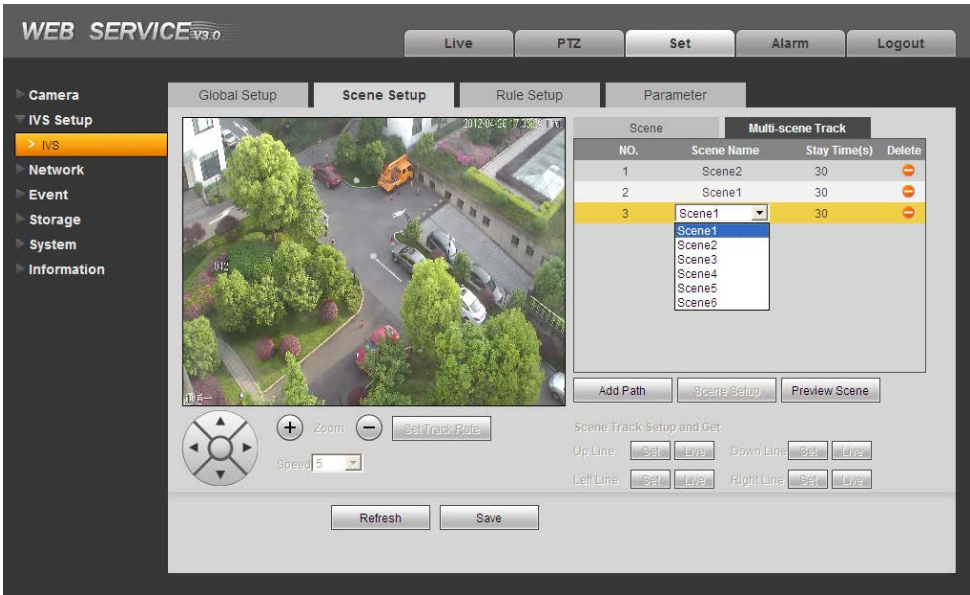 WEB SERVICE V3.0
Live PTZ Set Alarm Logout
Camera
IVS Setup
> IVS
Network
Event
Storage
System
Information
Global Setup Scene Setup Rule Setup Parameter
2012-04-26
Scene Multi-scene Track
NO. Scene Name Stay Time(s) Delete
1 Scene2 30
2 Scene1 30
3 Scene1 30
Scene1
Scene2
Scene3
Scene4
Scene5
Scene6
Add Path Scene Setup Preview Scene
Zoom Set Track Rate
Speed 5
Scene Track Setup and Get
Up Line Set Live Down Line Set Live
Left Line Set Live Right Line Set Live
Refresh Save